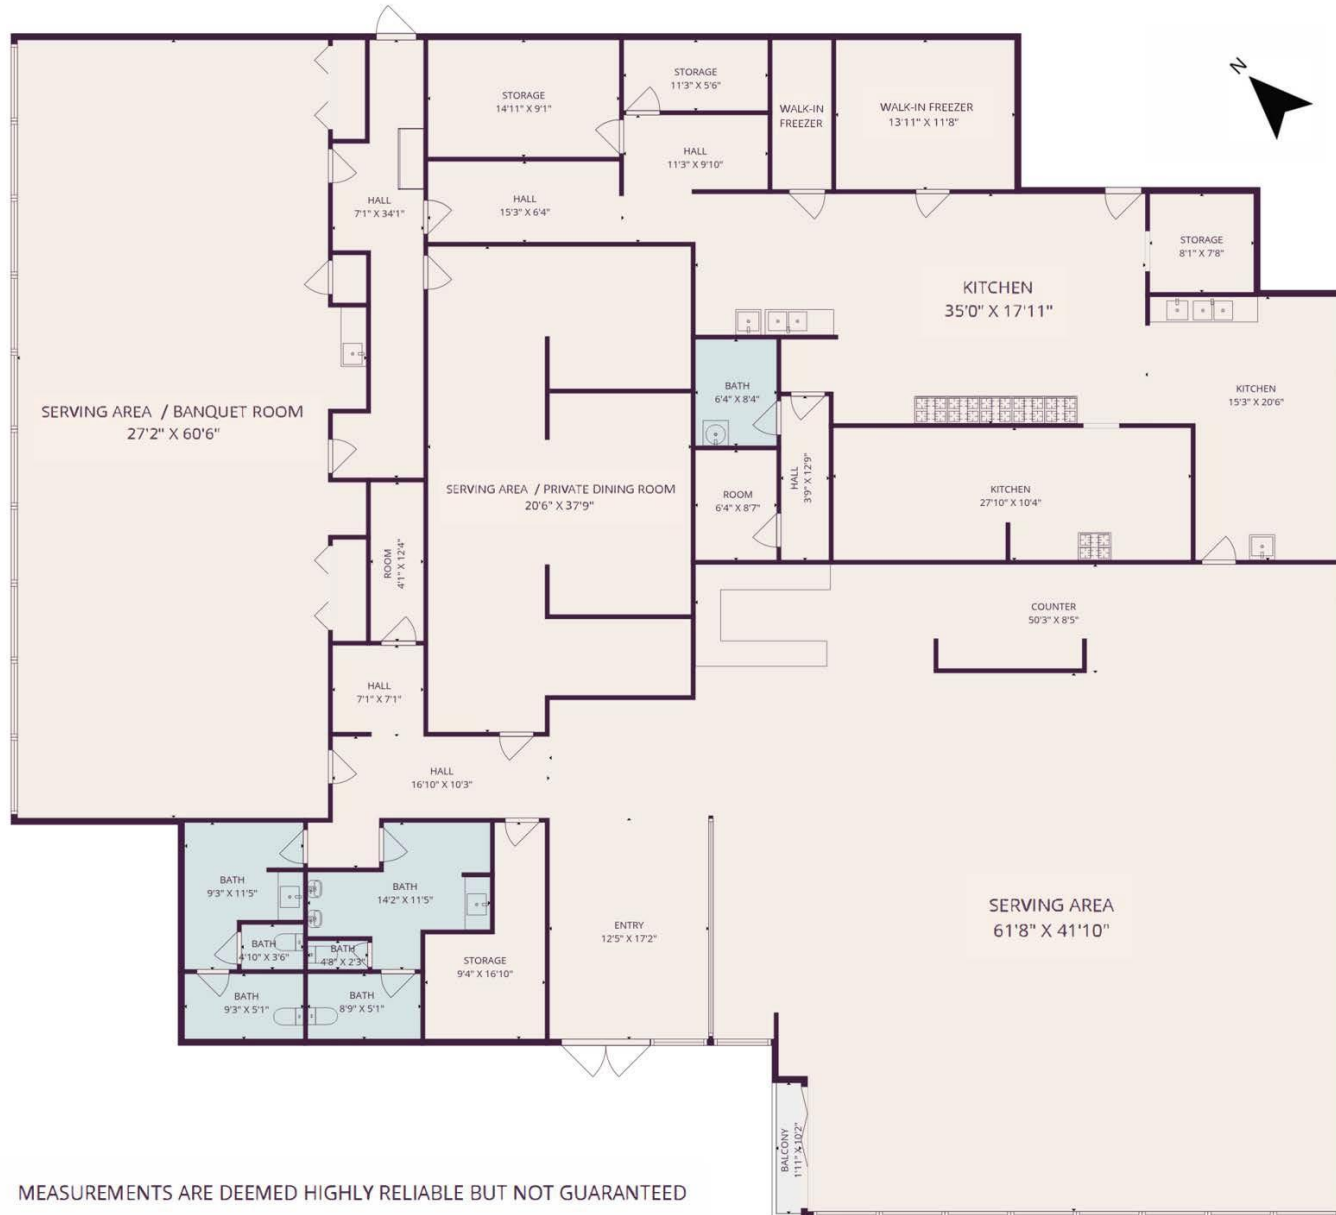 N
STORAGE
14'11" X 9'1"
STORAGE
11'3" X 5'6"
WALK-IN
FREEZER
WALK-IN FREEZER
13'11" X 11'8"
HALL
11'3" X 9'10"
HALL
7'1" X 34'1"
HALL
15'3" X 6'4"
STORAGE
8'1" X 7'8"
KITCHEN
35'0" X 17'11"
BATH
6'4" X 8'4"
KITCHEN
15'3" X 20'6"
SERVING AREA / BANQUET ROOM
27'2" X 60'6"
SERVING AREA / PRIVATE DINING ROOM
20'6" X 37'9"
ROOM
6'4" X 8'7"
HALL
3'9" X 12'9"
KITCHEN
27'10" X 10'4"
ROOM
4'1" X 12'4"
COUNTER
50'3" X 8'5"
HALL
7'1" X 7'1"
HALL
16'10" X 10'3"
BATH
9'3" X 11'5"
BATH
14'2" X 11'5"
SERVING AREA
61'8" X 41'10"
ENTRY
12'5" X 17'2"
BATH
4'10" X 3'6"
BATH
4'8" X 2'3"
STORAGE
9'4" X 16'10"
BATH
9'3" X 5'1"
BATH
8'9" X 5'1"
BALCONY
1'11" X 10'2"
MEASUREMENTS ARE DEEMED HIGHLY RELIABLE BUT NOT GUARANTEED